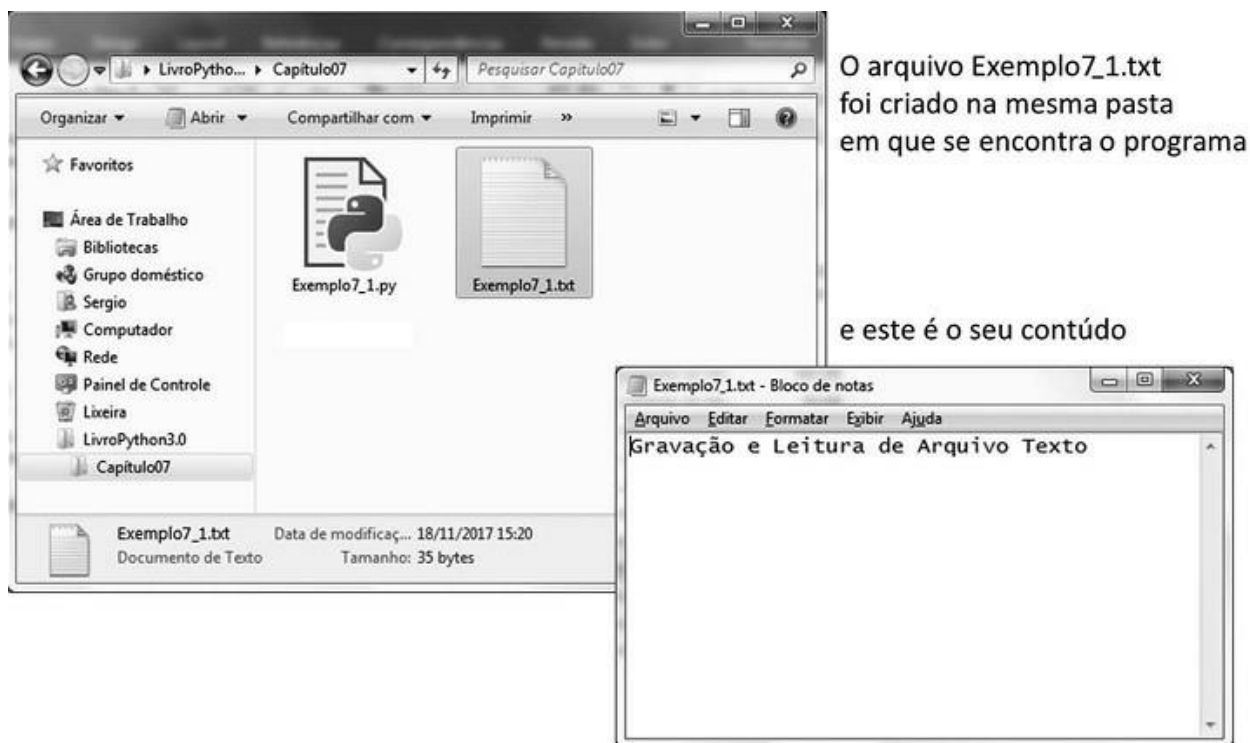 LivroPytho... Capítulo07
Pesquisar Capítulo07
Organizar Abrir Compartilhar com Imprimir »
Favoritos
Área de Trabalho
Bibliotecas
Grupo doméstico
Sergio
Computador
Rede
Painel de Controle
Lixeira
LivroPython3.0
Capítulo07
Exemplo7_1.py
Exemplo7_1.txt
Exemplo7_1.txt Data de modificaç... 18/11/2017 15:20
Documento de Texto Tamanho: 35 bytes
O arquivo Exemplo7_1.txt
foi criado na mesma pasta
em que se encontra o programa
e este é o seu contúdo
Exemplo7_1.txt - Bloco de notas
Arquivo Editar Formatar Exibir Ajuda
Gravação e Leitura de Arquivo Texto